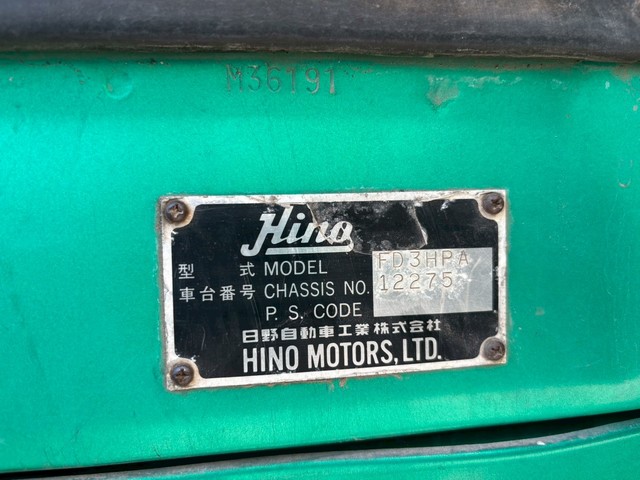 M36191
Hino
型 式 MODEL FD3HPA
車台番号 CHASSIS NO. 12275
P. S. CODE
日野自動車工業株式会社
HINO MOTORS, LTD.